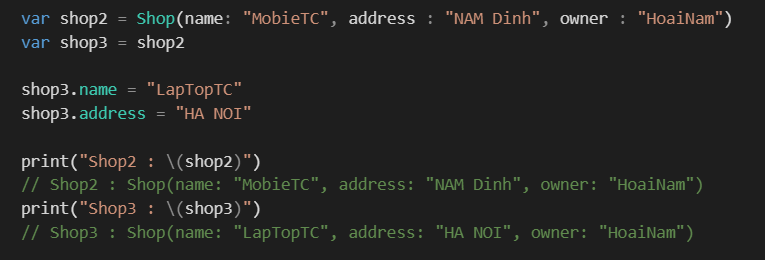 var shop2 = Shop(name: "MobieTC", address : "NAM Dinh", owner : "HoaiNam")
var shop3 = shop2
shop3.name = "LapTopTC"
shop3.address = "HA NOI"
print("Shop2 : \(shop2)")
// Shop2 : Shop(name: "MobieTC", address: "NAM Dinh", owner: "HoaiNam")
print("Shop3 : \(shop3)")
// Shop3 : Shop(name: "LapTopTC", address: "HA NOI", owner: "HoaiNam")